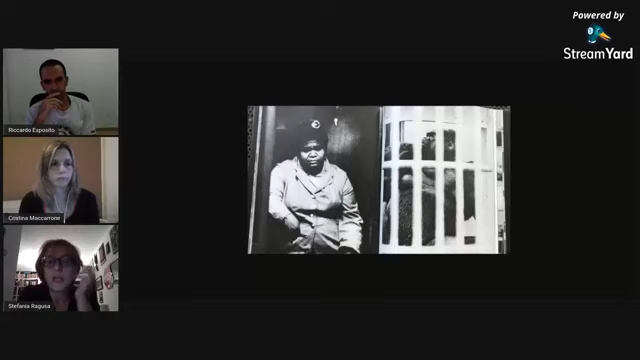 Powered by
StreamYard
Riccardo Esposito
Cristina Maccarrone
Stefania Ragusa